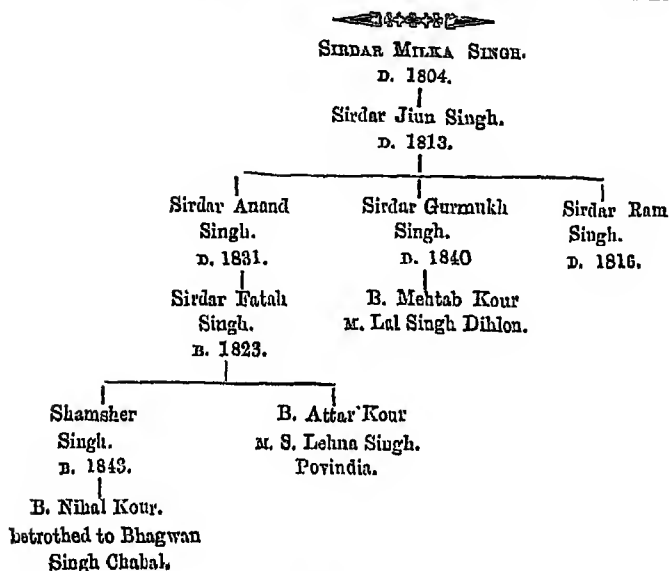 SIRDAR MILKA SINGH.
D. 1804.
Sirdar Jiun Singh.
D. 1813.
Sirdar Anand
Singh.
D. 1831.
Sirdar Gurmukh
Singh.
D. 1840
Sirdar Ram
Singh.
D. 1816.
Sirdar Fatah
Singh.
B. 1823.
B. Mehtab Kour
M. Lal Singh Dihlon.
Shamsher
Singh.
B. 1843.
B. Attar Kour
M. S. Lehna Singh.
Povindia.
B. Nihal Kour.
betrothed to Bhagwan
Singh Chabal.